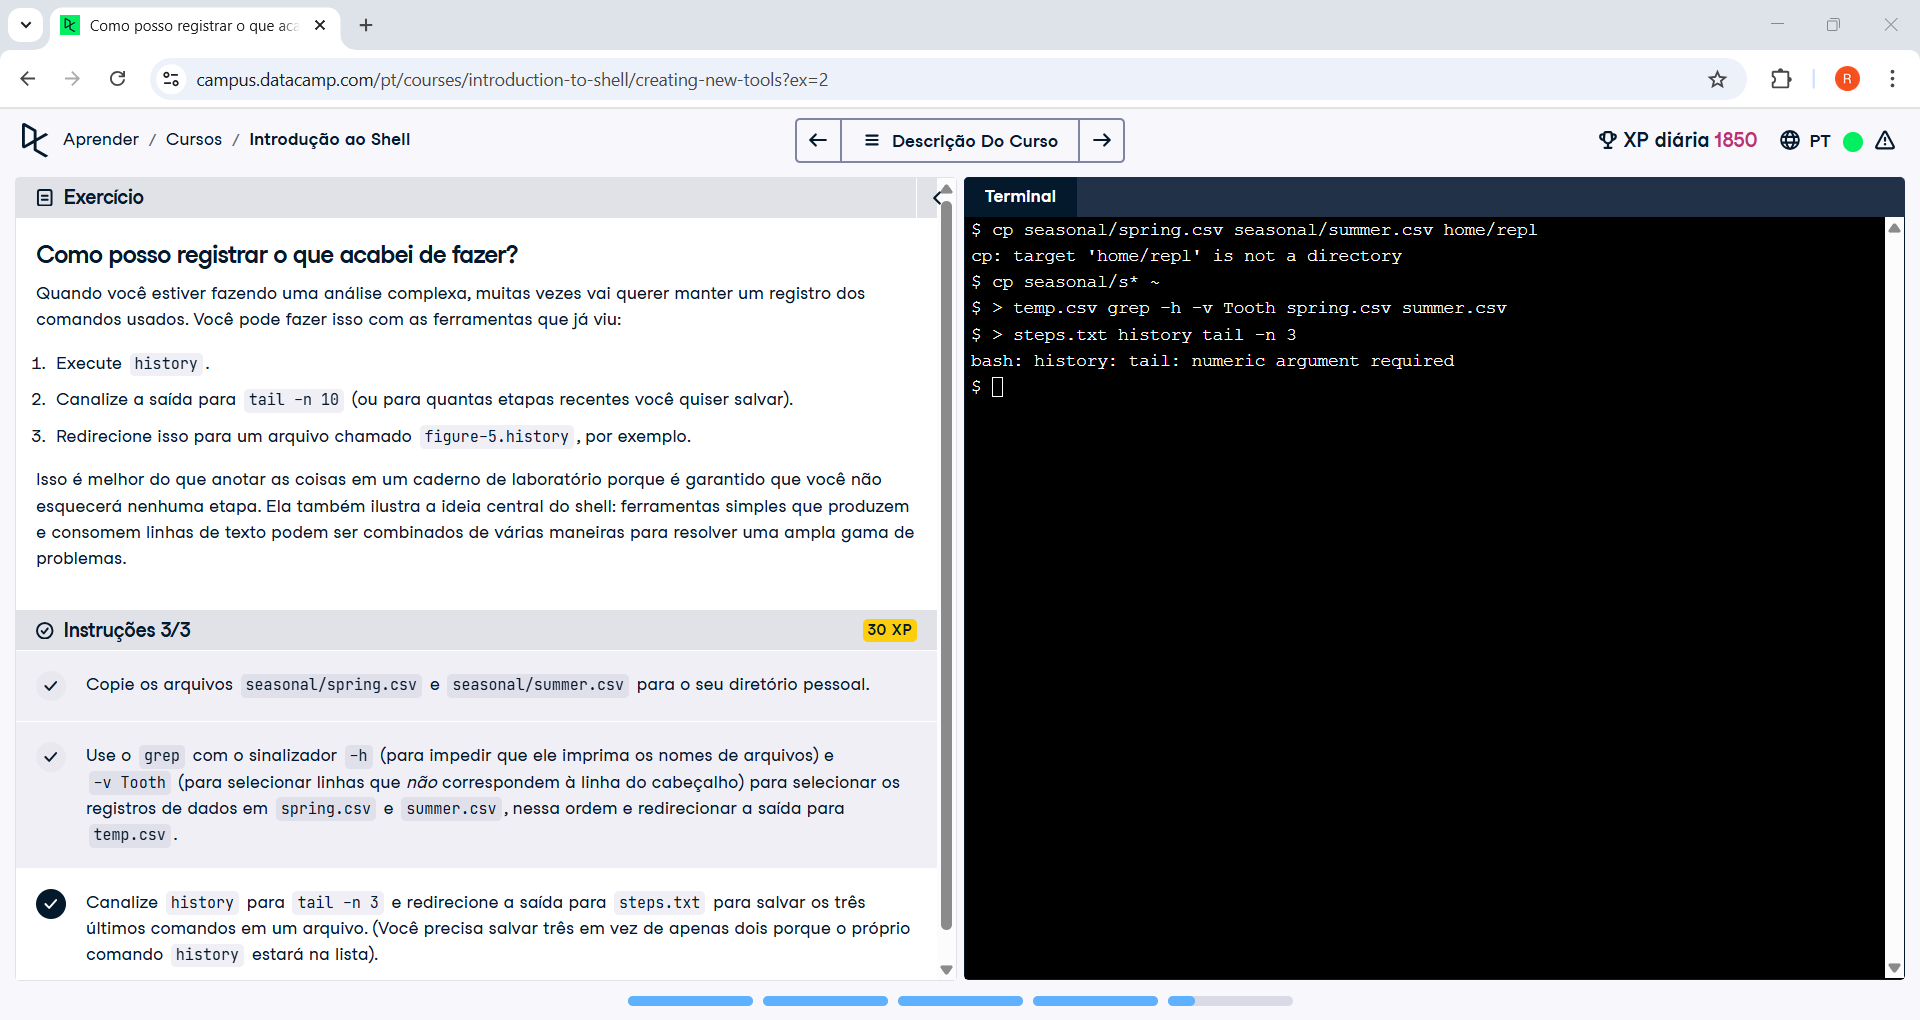 Como posso registrar o que aca
campus.datacamp.com/pt/courses/introduction-to-shell/creating-new-tools?ex=2
R
Aprender / Cursos / Introdução ao Shell
Descrição Do Curso
XP diária 1850
PT
Exercício
Como posso registrar o que acabei de fazer?
Quando você estiver fazendo uma análise complexa, muitas vezes vai querer manter um registro dos
comandos usados. Você pode fazer isso com as ferramentas que já viu:
1. Execute history.
2. Canalize a saída para tail -n 10 (ou para quantas etapas recentes você quiser salvar).
3. Redirecione isso para um arquivo chamado figure-5.history, por exemplo.
Isso é melhor do que anotar as coisas em um caderno de laboratório porque é garantido que você não
esquecerá nenhuma etapa. Ela também ilustra a ideia central do shell: ferramentas simples que produzem
e consomem linhas de texto podem ser combinados de várias maneiras para resolver uma ampla gama de
problemas.
Instruções 3/3
30 XP
Copie os arquivos seasonal/spring.csv e seasonal/summer.csv para o seu diretório pessoal.
Use o grep com o sinalizador -h (para impedir que ele imprima os nomes de arquivos) e
-v Tooth (para selecionar linhas que não correspondem à linha do cabeçalho) para selecionar os
registros de dados em spring.csv e summer.csv, nessa ordem e redirecionar a saída para
temp.csv.
Canalize history para tail -n 3 e redirecione a saída para steps.txt para salvar os três
últimos comandos em um arquivo. (Você precisa salvar três em vez de apenas dois porque o próprio
comando history estará na lista).
Terminal
$ cp seasonal/spring.csv seasonal/summer.csv home/repl
cp: target 'home/repl' is not a directory
$ cp seasonal/s* ~
$ > temp.csv grep -h -v Tooth spring.csv summer.csv
$ > steps.txt history tail -n 3
bash: history: tail: numeric argument required
$